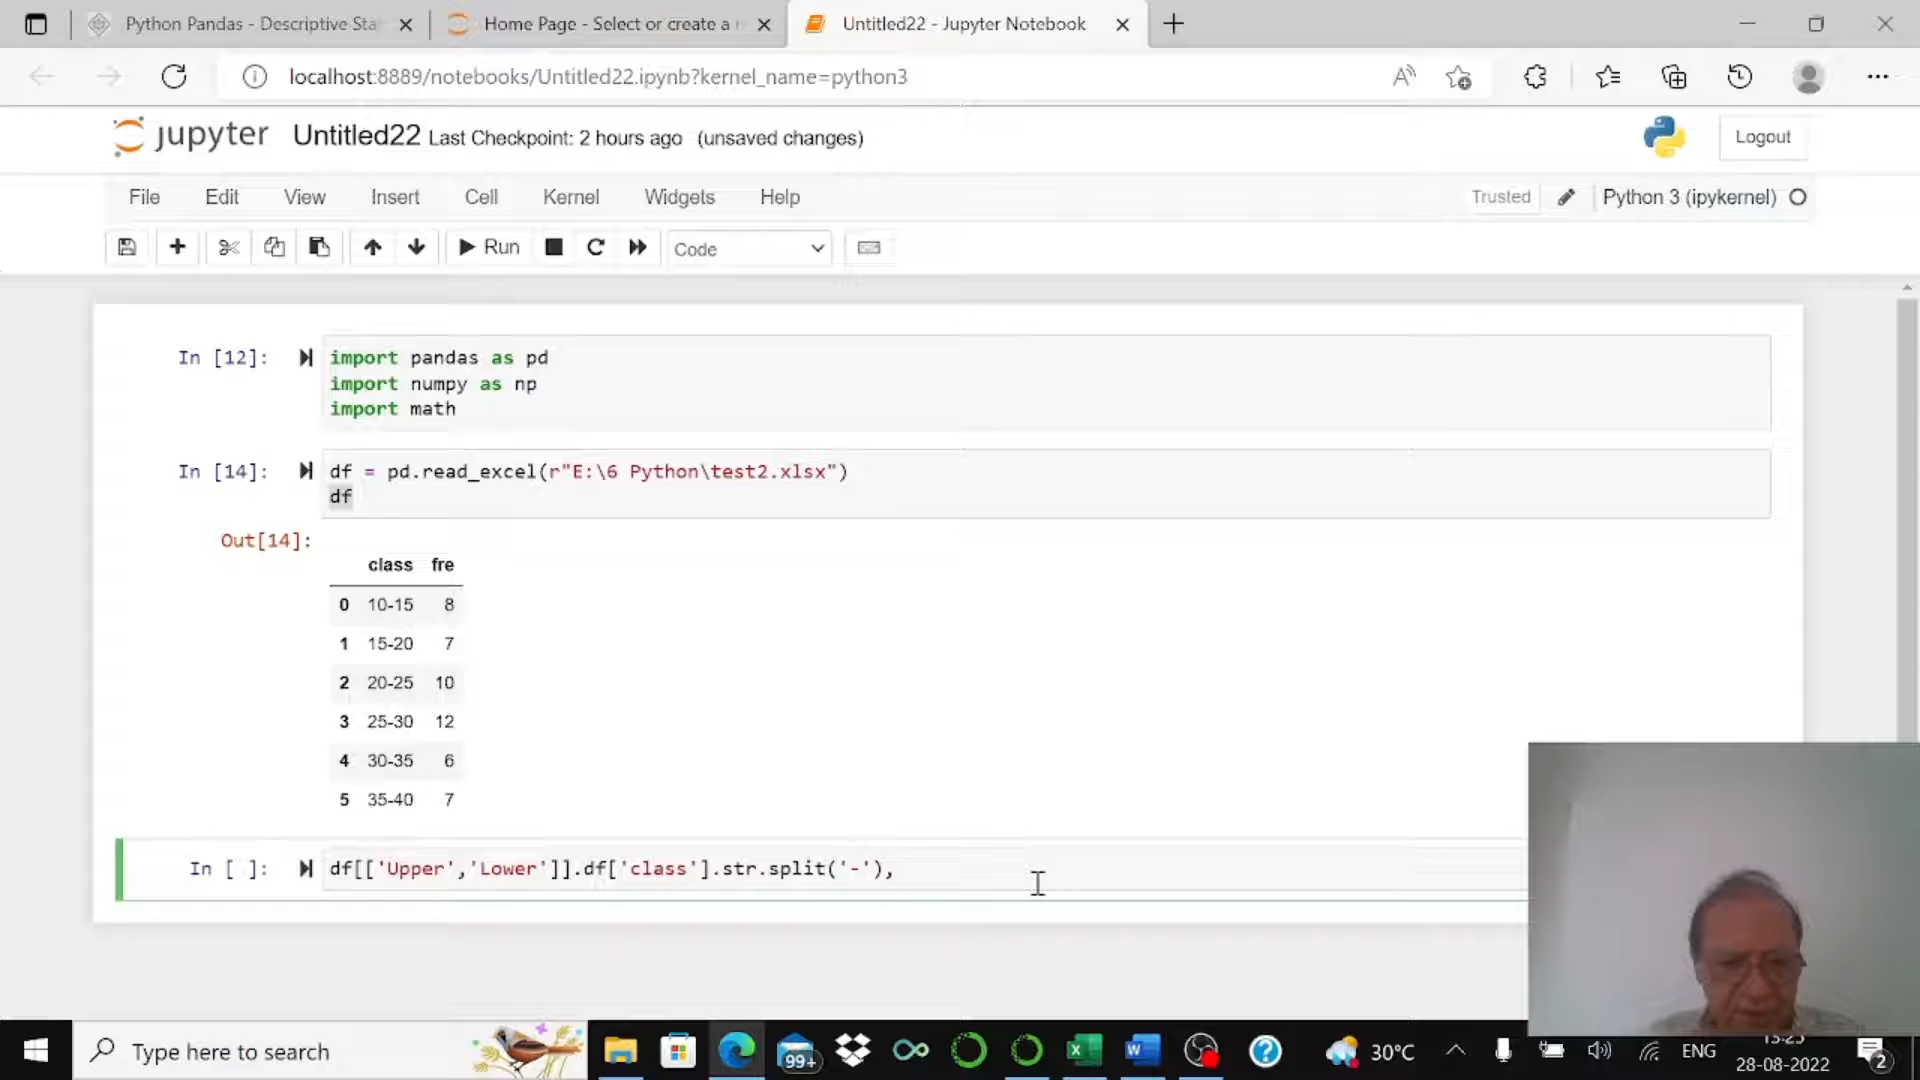 Python Pandas - Descriptive Sta
Home Page - Select or create a
Untitled22 - Jupyter Notebook
localhost:8889/notebooks/Untitled22.ipynb?kernel_name=python3
jupyter Untitled22 Last Checkpoint: 2 hours ago (unsaved changes)
Logout
File Edit View Insert Cell Kernel Widgets Help
Trusted
Python 3 (ipykernel)
Run
Code
In [12]:
import pandas as pd
import numpy as np
import math
In [14]:
df = pd.read_excel(r"E:\6 Python\test2.xlsx")
df
Out[14]:
class fre
0 10-15 8
1 15-20 7
2 20-25 10
3 25-30 12
4 30-35 6
5 35-40 7
In [ ]:
df[['Upper','Lower']].df['class'].str.split('-'),
Type here to search
99+
30°C
ENG
13:25
28-08-2022
2